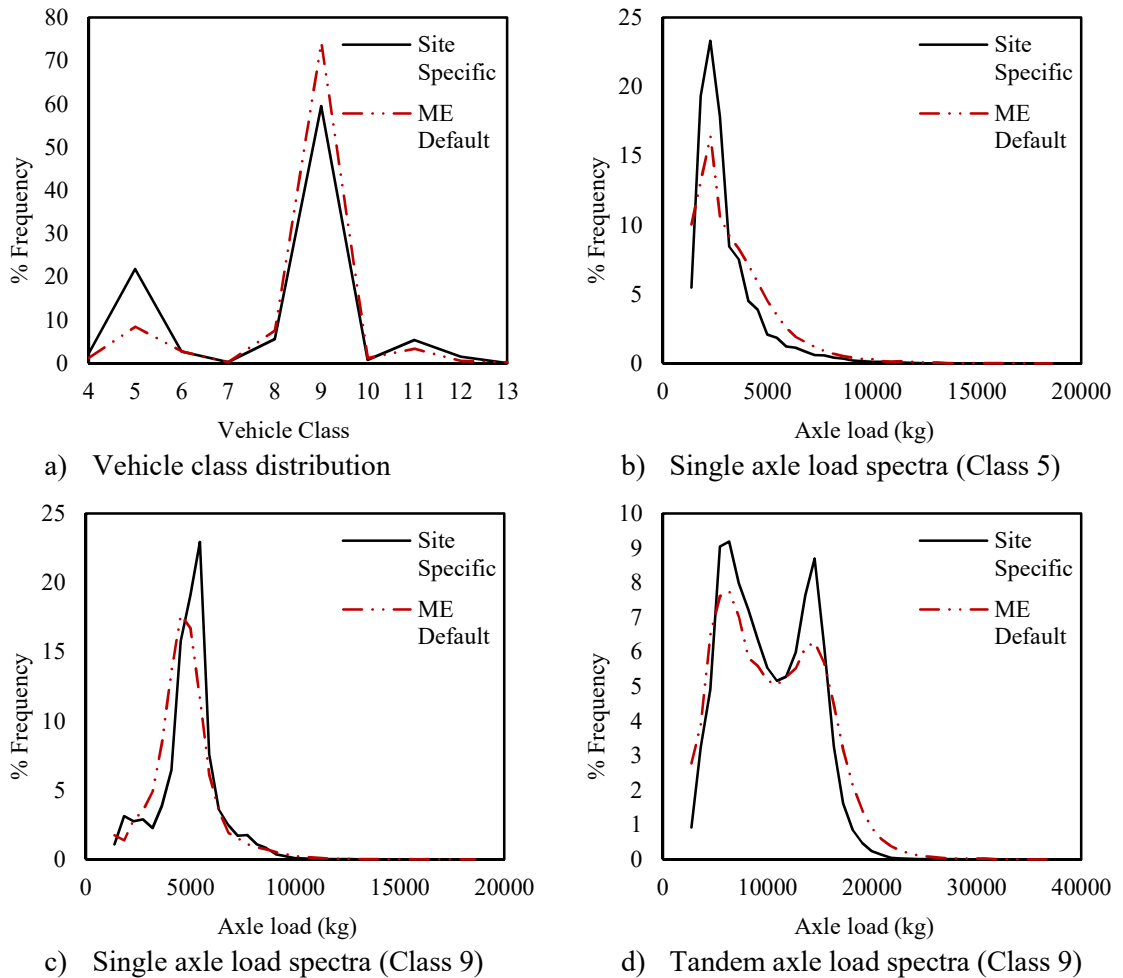 80
70
60
50
40
30
20
10
0
% Frequency
4 5 6 7 8 9 10 11 12 13
Vehicle Class
Site
Specific
ME
Default
a) Vehicle class distribution
25
20
15
10
5
0
% Frequency
0 5000 10000 15000 20000
Axle load (kg)
Site
Specific
ME
Default
b) Single axle load spectra (Class 5)
25
20
15
10
5
0
% Frequency
0 5000 10000 15000 20000
Axle load (kg)
Site
Specific
ME
Default
c) Single axle load spectra (Class 9)
10
9
8
7
6
5
4
3
2
1
0
% Frequency
0 10000 20000 30000 40000
Axle load (kg)
Site
Specific
ME
Default
d) Tandem axle load spectra (Class 9)